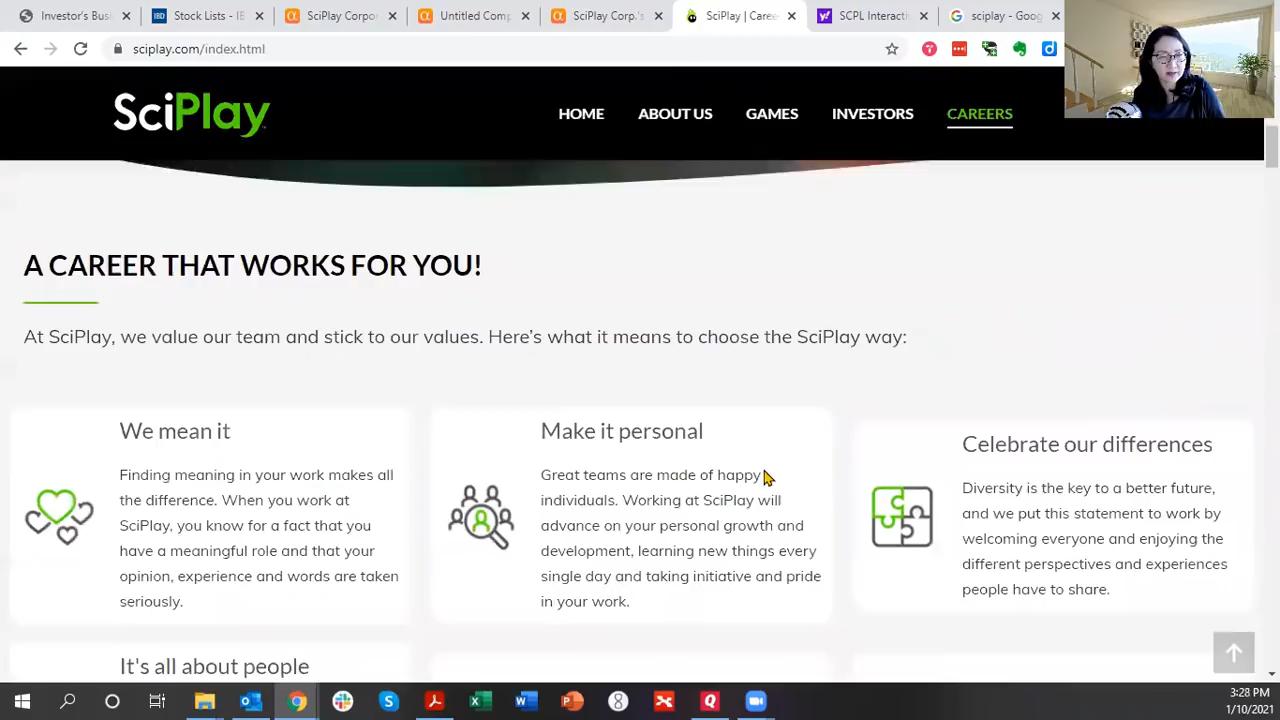 Investor's Busi
Stock Lists - IB
SciPlay Corpo
Untitled Comp
SciPlay Corp.'s
SciPlay | Caree
SCPL Interacti
sciplay - Goog
sciplay.com/index.html
SciPlay
HOME
ABOUT US
GAMES
INVESTORS
CAREERS
A CAREER THAT WORKS FOR YOU!
At SciPlay, we value our team and stick to our values. Here's what it means to choose the SciPlay way:
We mean it
Finding meaning in your work makes all
the difference. When you work at
SciPlay, you know for a fact that you
have a meaningful role and that your
opinion, experience and words are taken
seriously.
Make it personal
Great teams are made of happy
individuals. Working at SciPlay will
advance on your personal growth and
development, learning new things every
single day and taking initiative and pride
in your work.
Celebrate our differences
Diversity is the key to a better future,
and we put this statement to work by
welcoming everyone and enjoying the
different perspectives and experiences
people have to share.
It's all about people
3:28 PM
1/10/2021